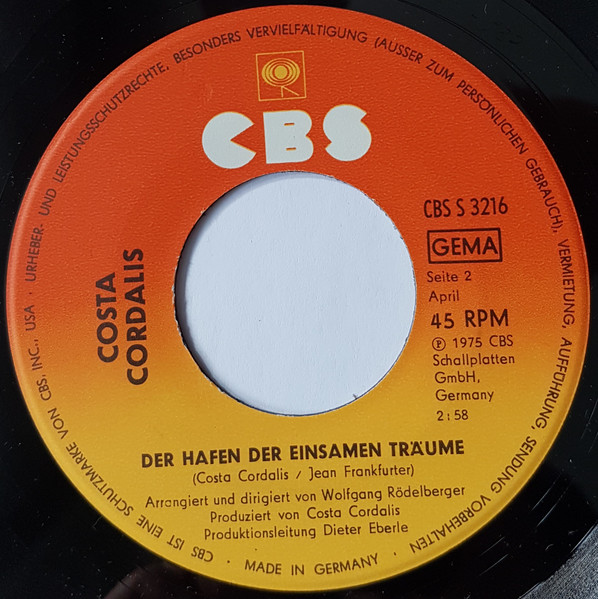 CBS
CBS S 3216
GEMA
Seite 2
April
45 RPM
Ⓟ 1975 CBS
Schallplatten
GmbH,
Germany
2:58
COSTA
CORDALIS
DER HAFEN DER EINSAMEN TRÄUME
(Costa Cordalis / Jean Frankfurter)
Arrangiert und dirigiert von Wolfgang Rödelberger
Produziert von Costa Cordalis
Produktionsleitung Dieter Eberle
CBS IST EINE SCHUTZMARKE VON CBS, INC., USA · URHEBER- UND LEISTUNGSSCHUTZRECHTE, BESONDERS VERVIELFÄLTIGUNG (AUSSER ZUM PERSÖNLICHEN GEBRAUCH), VERMIETUNG, AUFFÜHRUNG, SENDUNG VORBEHALTEN · MADE IN GERMANY ·